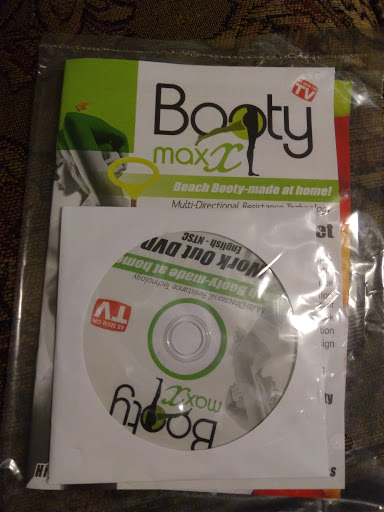 AS SEEN ON
TV
Booty
maxx
Beach Booty-made at home!
Multi-Directional Resistance Technology
Work Out DVD
English - NTSC
Booty-made at home
Multi-Directional Resistance Technology
AS SEEN ON
TV
Booty
maxx